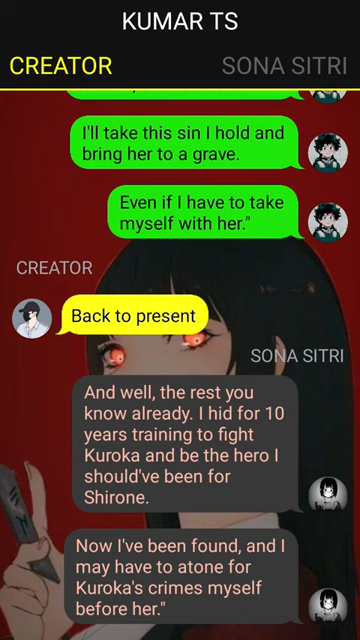 KUMAR TS
CREATOR
SONA SITRI
I'll take this sin I hold and
bring her to a grave.
Even if I have to take
myself with her."
CREATOR
Back to present
SONA SITRI
And well, the rest you
know already. I hid for 10
years training to fight
Kuroka and be the hero I
should've been for
Shirone.
Now I've been found, and I
may have to atone for
Kuroka's crimes myself
before her."